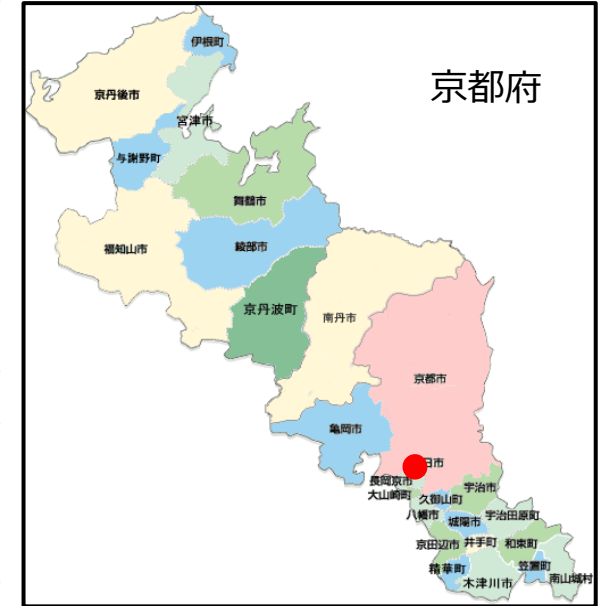 京都府
伊根町
京丹後市
宮津市
与謝野町
舞鶴市
綾部市
福知山市
京丹波町
南丹市
京都市
亀岡市
日市
長岡京市
大山崎町
宇治市
久御山町
八幡市
城陽市
宇治田原町
京田辺市
井手町
和束町
精華町
笠置町
木津川市
南山城村